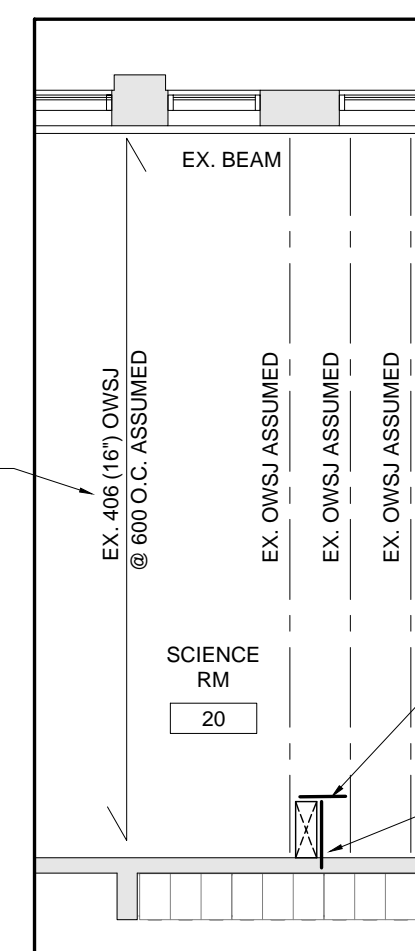 EX. BEAM
EX. 406 (16") OWSJ
@ 600 O.C. ASSUMED
EX. OWSJ ASSUMED
EX. OWSJ ASSUMED
EX. OWSJ ASSUMED
SCIENCE
RM
20